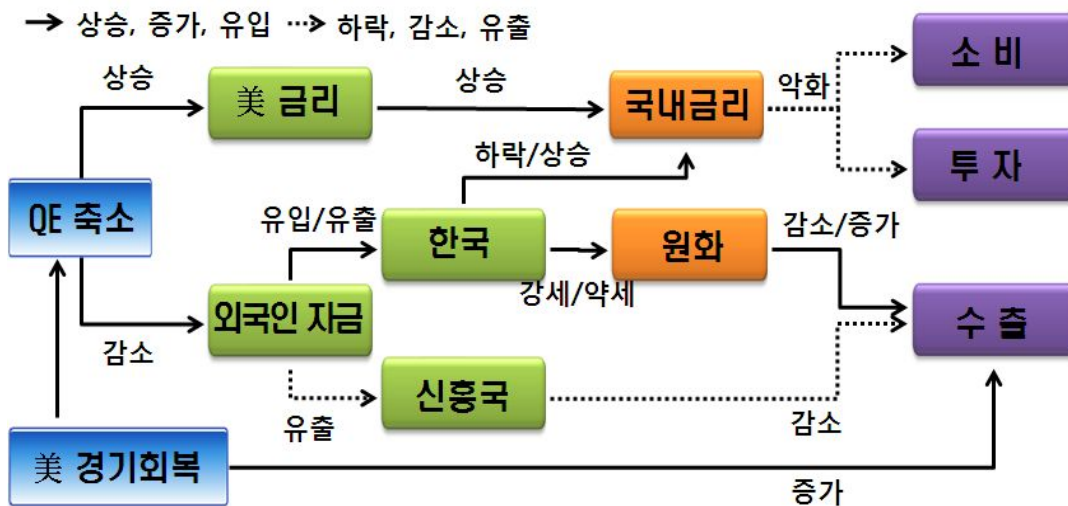 상승, 증가, 유입 하락, 감소, 유출
소 비
상승
美 금리
상승
국내금리
악화
하락/상승
투 자
QE 축소
유입/유출
한국
원화
감소/증가
강세/약세
외국인 자금
수 출
감소
신흥국
유출
감소
美 경기회복
증가